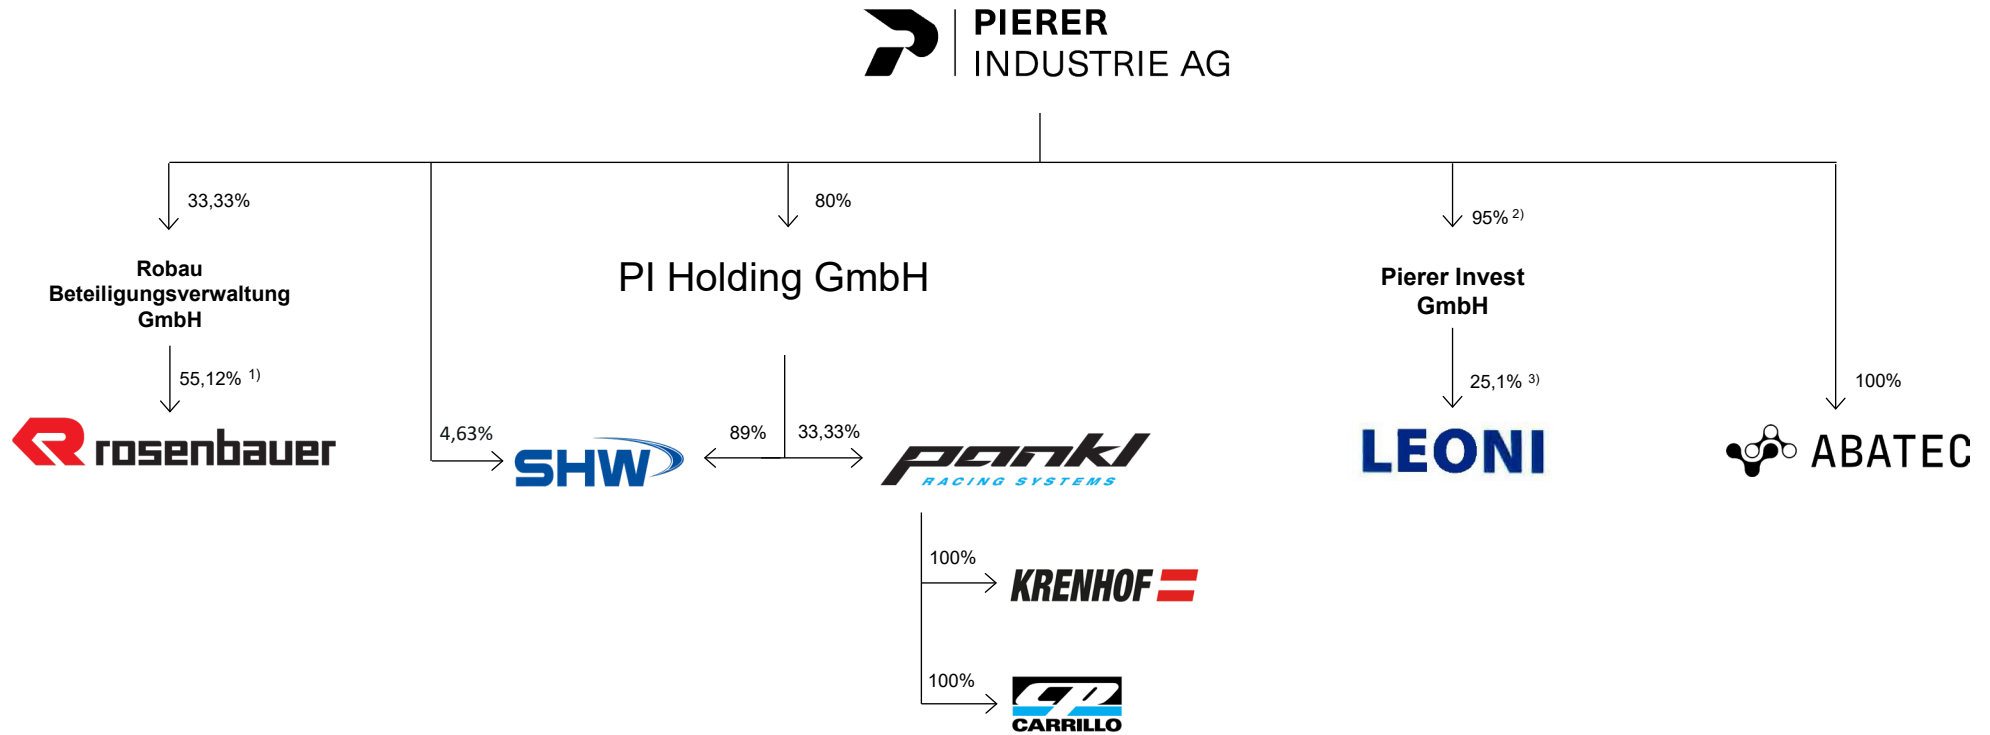 PIERER
INDUSTRIE AG
33,33%
80%
95% 2)
Robau
Beteiligungsverwaltung
GmbH
PI Holding GmbH
Pierer Invest
GmbH
55,12% 1)
25,1% 3)
100%
4,63%
89%
33,33%
rosenbauer
SHW
pankl
RACING SYSTEMS
LEONI
ABATEC
100%
KRENHOF
100%
CP
CARRILLO